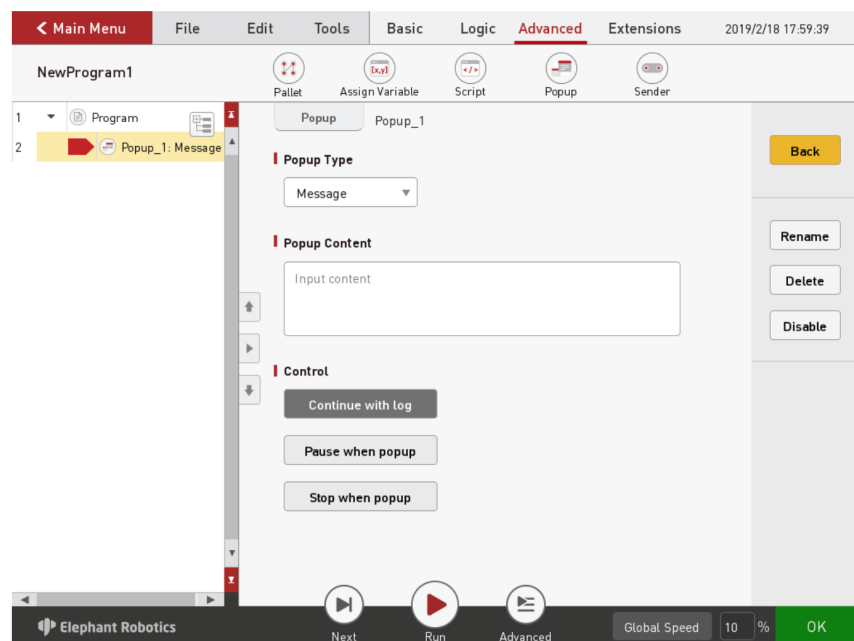 Main Menu File Edit Tools Basic Logic Advanced Extensions 2019/2/18 17:59:39
NewProgram1
Pallet Assign Variable Script Popup Sender
[x,y] </>
1 Program
2 Popup_1: Message
Popup Popup_1
Popup Type
Message
Popup Content
Input content
Control
Continue with log
Pause when popup
Stop when popup
Back
Rename
Delete
Disable
Elephant Robotics
Next Run Advanced
Global Speed 10 % OK